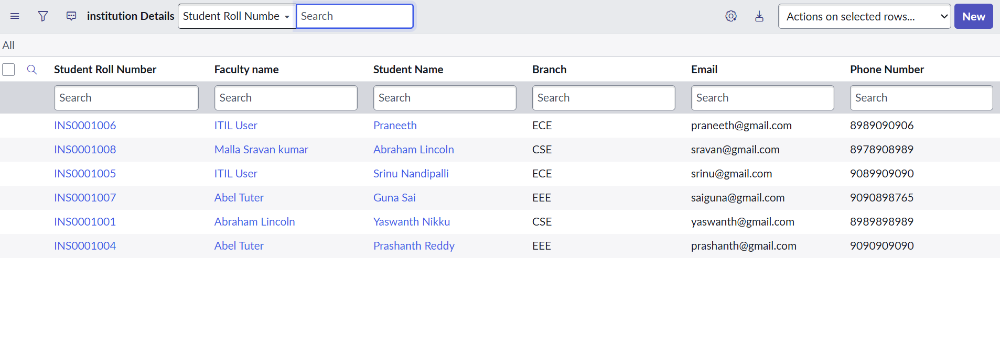 institution Details Student Roll Numbe Search Actions on selected rows... New
All
Student Roll Number Faculty name Student Name Branch Email Phone Number
Search Search Search Search Search Search
INS0001006 ITIL User Praneeth ECE praneeth@gmail.com 8989090906
INS0001008 Malla Sravan kumar Abraham Lincoln CSE sravan@gmail.com 8978908989
INS0001005 ITIL User Srinu Nandipalli ECE srinu@gmail.com 9089909090
INS0001007 Abel Tuter Guna Sai EEE saiguna@gmail.com 9090898765
INS0001001 Abraham Lincoln Yaswanth Nikku CSE yaswanth@gmail.com 8989898989
INS0001004 Abel Tuter Prashanth Reddy EEE prashanth@gmail.com 9090909090